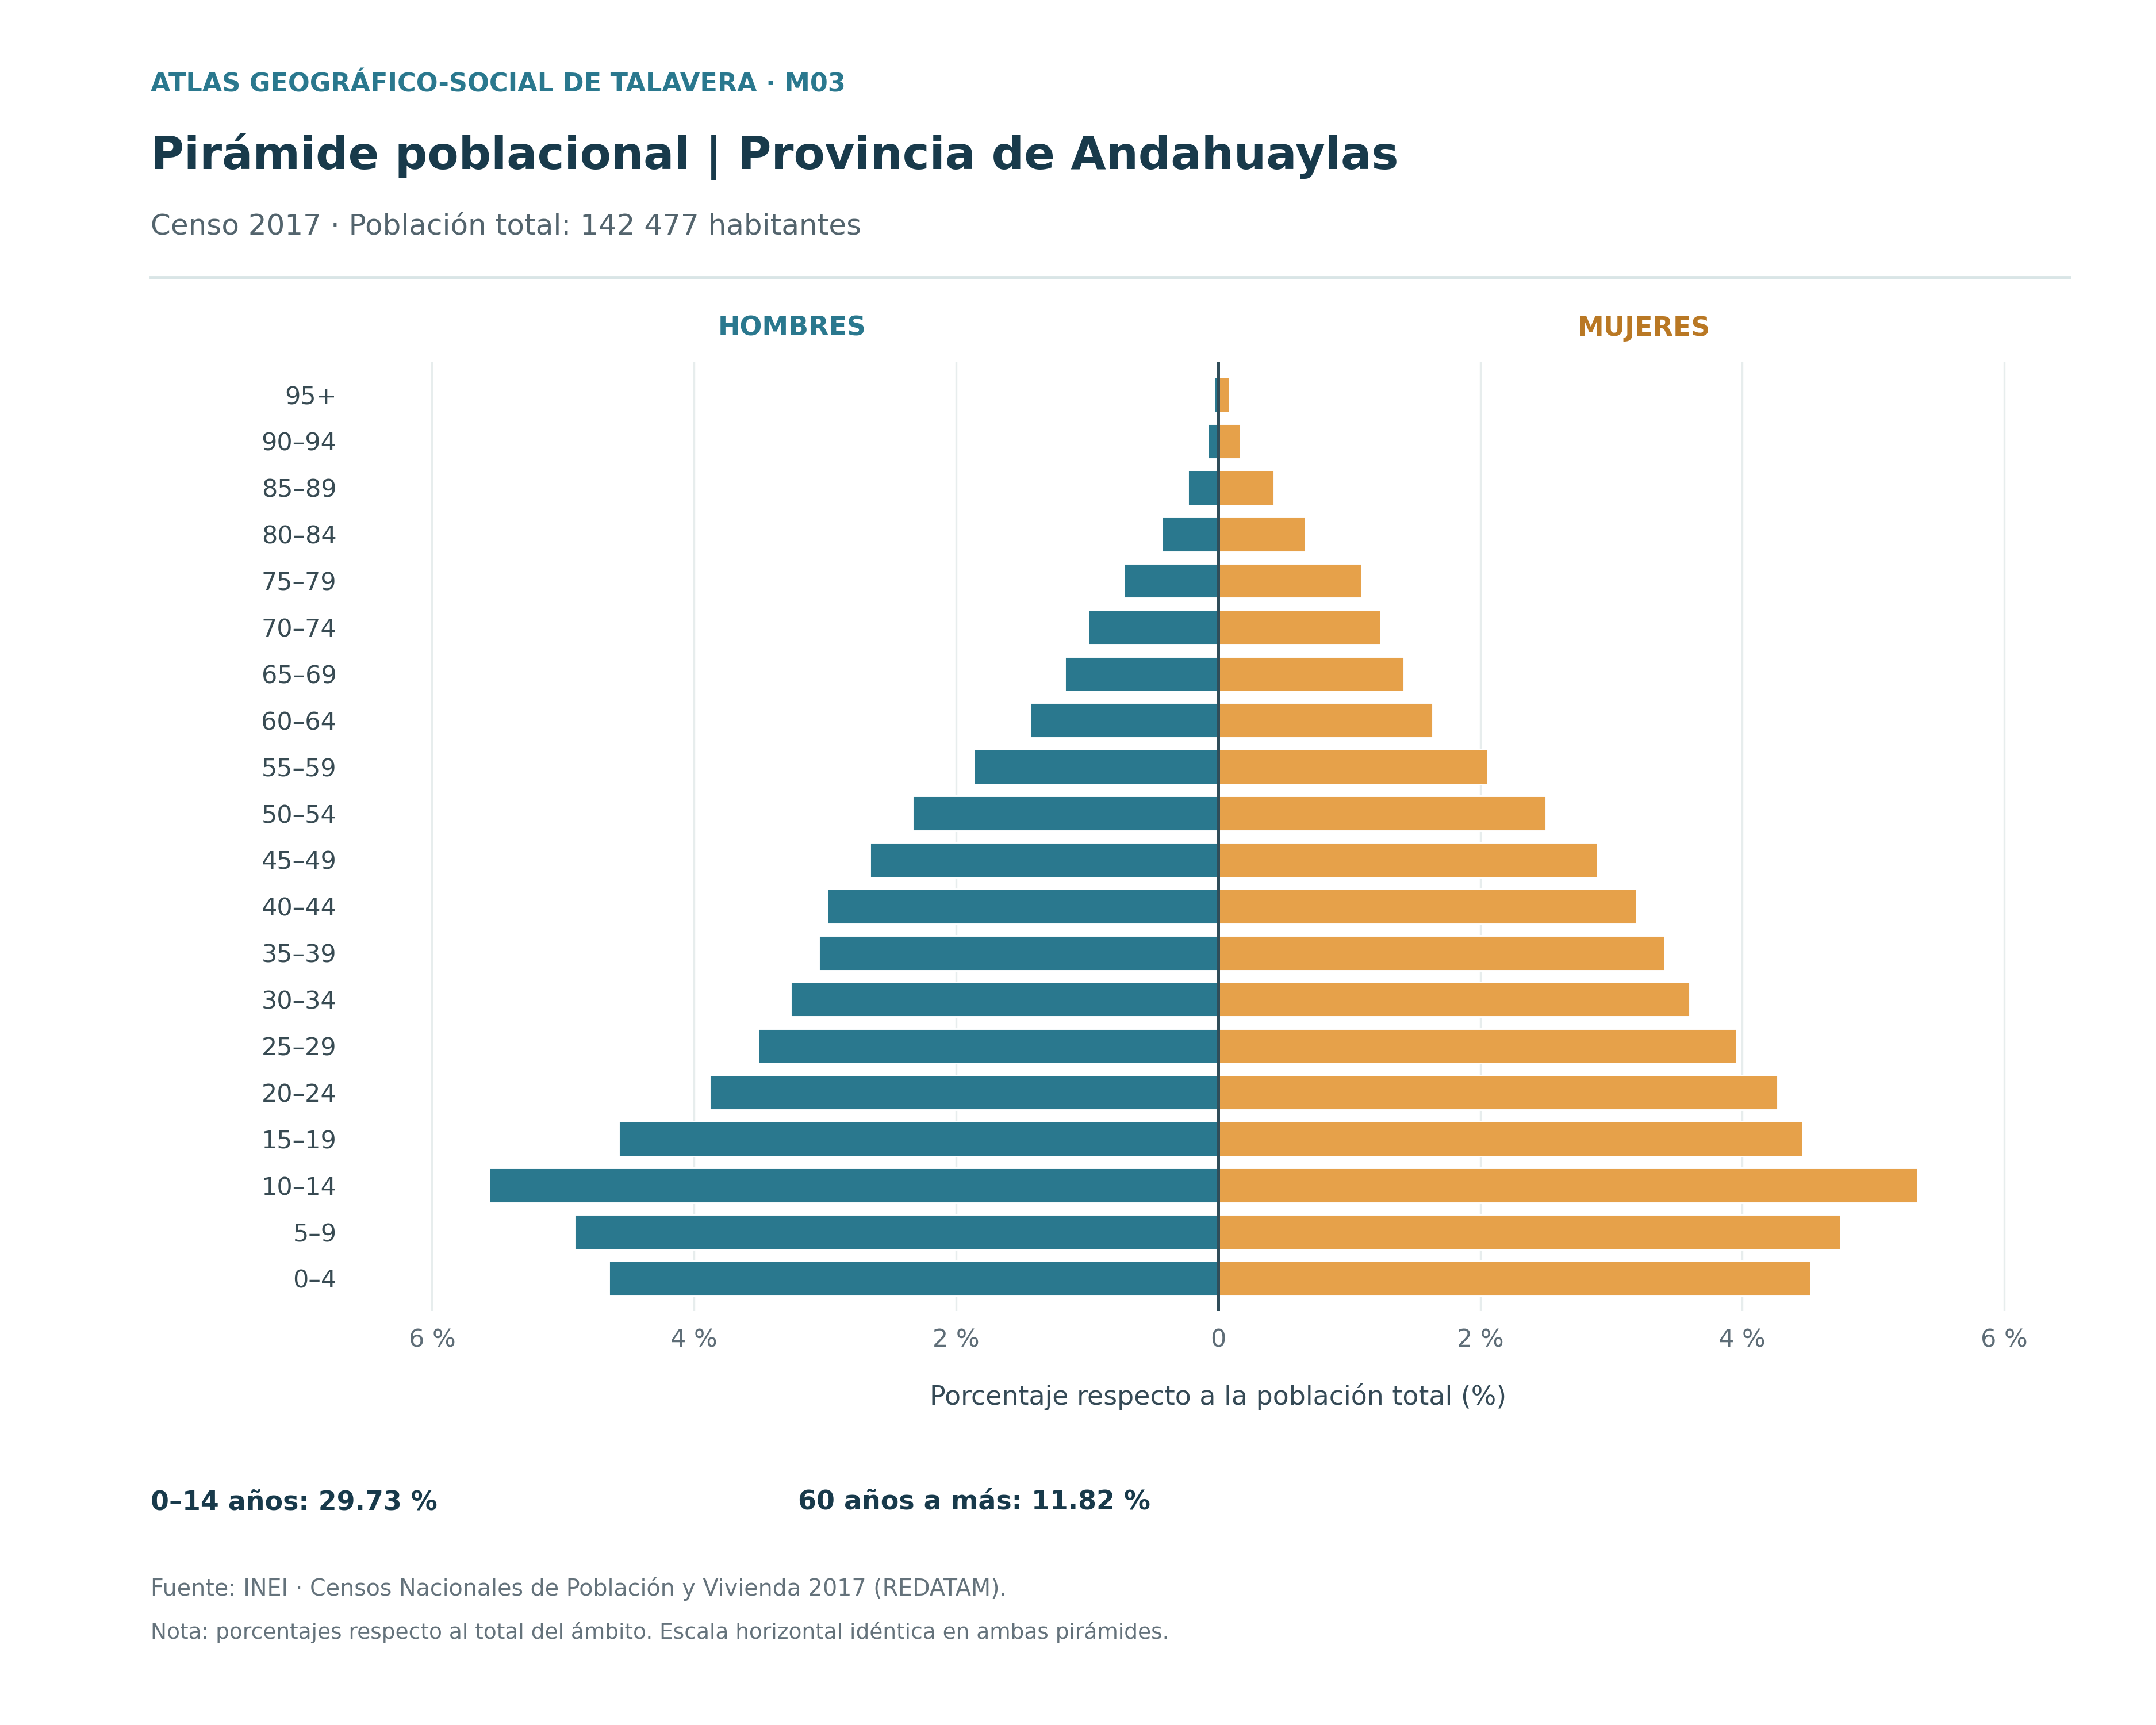 ATLAS GEOGRÁFICO-SOCIAL DE TALAVERA · M03
Pirámide poblacional | Provincia de Andahuaylas
Censo 2017 · Población total: 142 477 habitantes
HOMBRES
MUJERES
95+
90–94
85–89
80–84
75–79
70–74
65–69
60–64
55–59
50–54
45–49
40–44
35–39
30–34
25–29
20–24
15–19
10–14
5–9
0–4
6 % 4 % 2 % 0 2 % 4 % 6 %
Porcentaje respecto a la población total (%)
0–14 años: 29.73 %
60 años a más: 11.82 %
Fuente: INEI · Censos Nacionales de Población y Vivienda 2017 (REDATAM).
Nota: porcentajes respecto al total del ámbito. Escala horizontal idéntica en ambas pirámides.